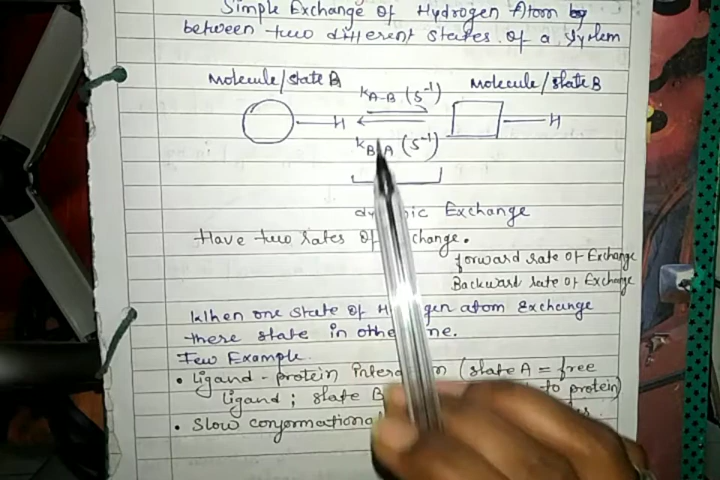 Simple Exchange Of Hydrogen Atom by
between two different states of a System
Molecule/state A
Molecule/state B
kA-B (s⁻¹)
H
H
kB-A (s⁻¹)
Exchange
Have two rates Of
forward rate Of Exchange
Backward rate of Exchange
When one state Of gen atom Exchange
there state in othe
Few Example.
• Ligand - protein (state A = free
Ligand; state B to protein)
• Slow